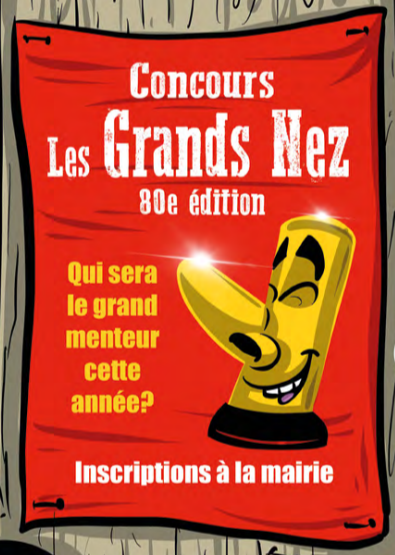 Concours
Les Grands Nez
80e édition
Qui sera
le grand
menteur
cette
année?
Inscriptions à la mairie